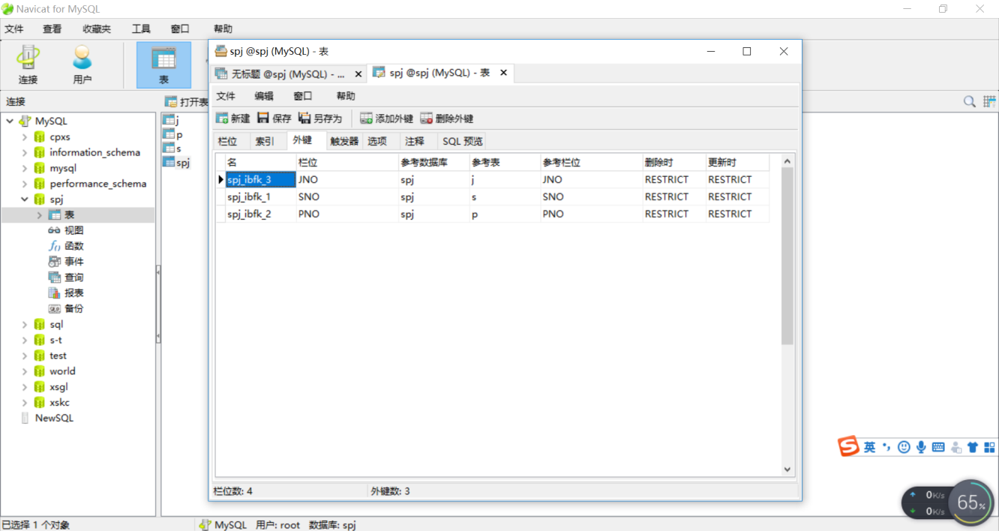 Navicat for MySQL
文件 查看 收藏夹 工具 窗口 帮助
连接 用户 表
连接
打开表
MySQL
cpxs
information_schema
mysql
performance_schema
spj
表
视图
函数
事件
查询
报表
备份
sql
s-t
test
world
xsgl
xskc
NewSQL
j
p
s
spj
spj @spj (MySQL) - 表
无标题 @spj (MySQL) - ... spj @spj (MySQL) - 表
文件 编辑 窗口 帮助
新建 保存 另存为 添加外键 删除外键
栏位 索引 外键 触发器 选项 注释 SQL 预览
名 栏位 参考数据库 参考表 参考栏位 删除时 更新时
spj_ibfk_3 JNO spj j JNO RESTRICT RESTRICT
spj_ibfk_1 SNO spj s SNO RESTRICT RESTRICT
spj_ibfk_2 PNO spj p PNO RESTRICT RESTRICT
栏位数: 4 外键数: 3
英
0K/s
0K/s
65%
已选择 1 个对象 MySQL 用户: root 数据库: spj